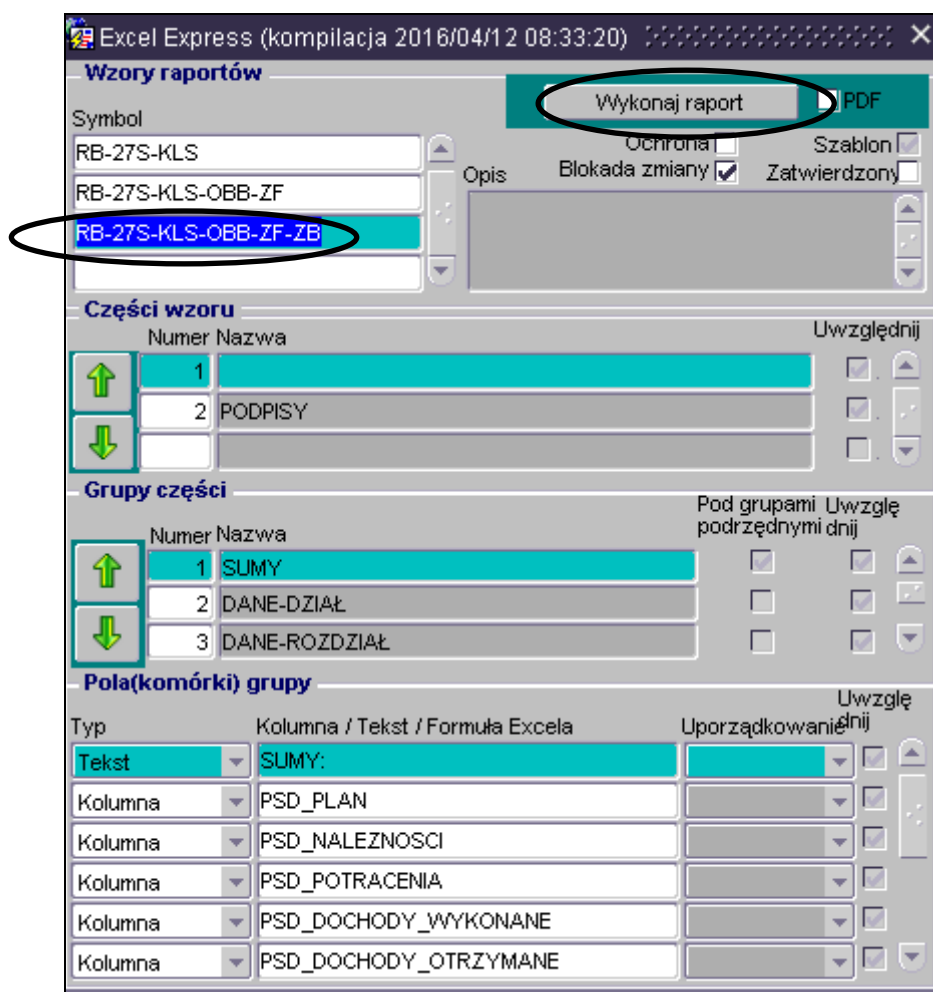 Excel Express (kompilacja 2016/04/12 08:33:20)
Wzory raportów
Wykonaj raport PDF
Symbol
Ochrona Szablon
RB-27S-KLS
Opis Blokada zmiany Zatwierdzony
RB-27S-KLS-OBB-ZF
RB-27S-KLS-OBB-ZF-ZB
Części wzoru
Numer Nazwa Uwzględnij
1
2 PODPISY
Grupy części
Pod grupami Uwzglę
podrzędnymi dnij
Numer Nazwa
1 SUMY
2 DANE-DZIAŁ
3 DANE-ROZDZIAŁ
Pola(komórki) grupy
Uwzglę
Typ Kolumna / Tekst / Formuła Excela Uporządkowanie dnij
Tekst SUMY:
Kolumna PSD_PLAN
Kolumna PSD_NALEZNOSCI
Kolumna PSD_POTRACENIA
Kolumna PSD_DOCHODY_WYKONANE
Kolumna PSD_DOCHODY_OTRZYMANE